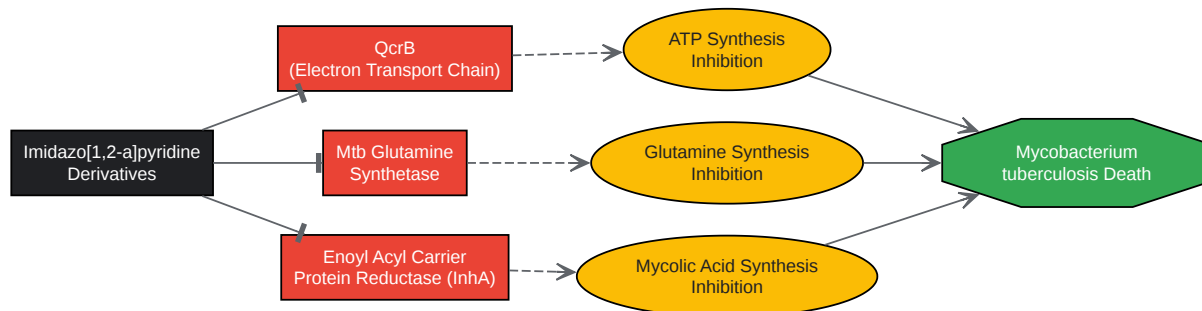 Imidazo[1,2-a]pyridine
Derivatives
QcrB
(Electron Transport Chain)
ATP Synthesis
Inhibition
Mtb Glutamine
Synthetase
Glutamine Synthesis
Inhibition
Enoyl Acyl Carrier
Protein Reductase (InhA)
Mycolic Acid Synthesis
Inhibition
Mycobacterium
tuberculosis Death